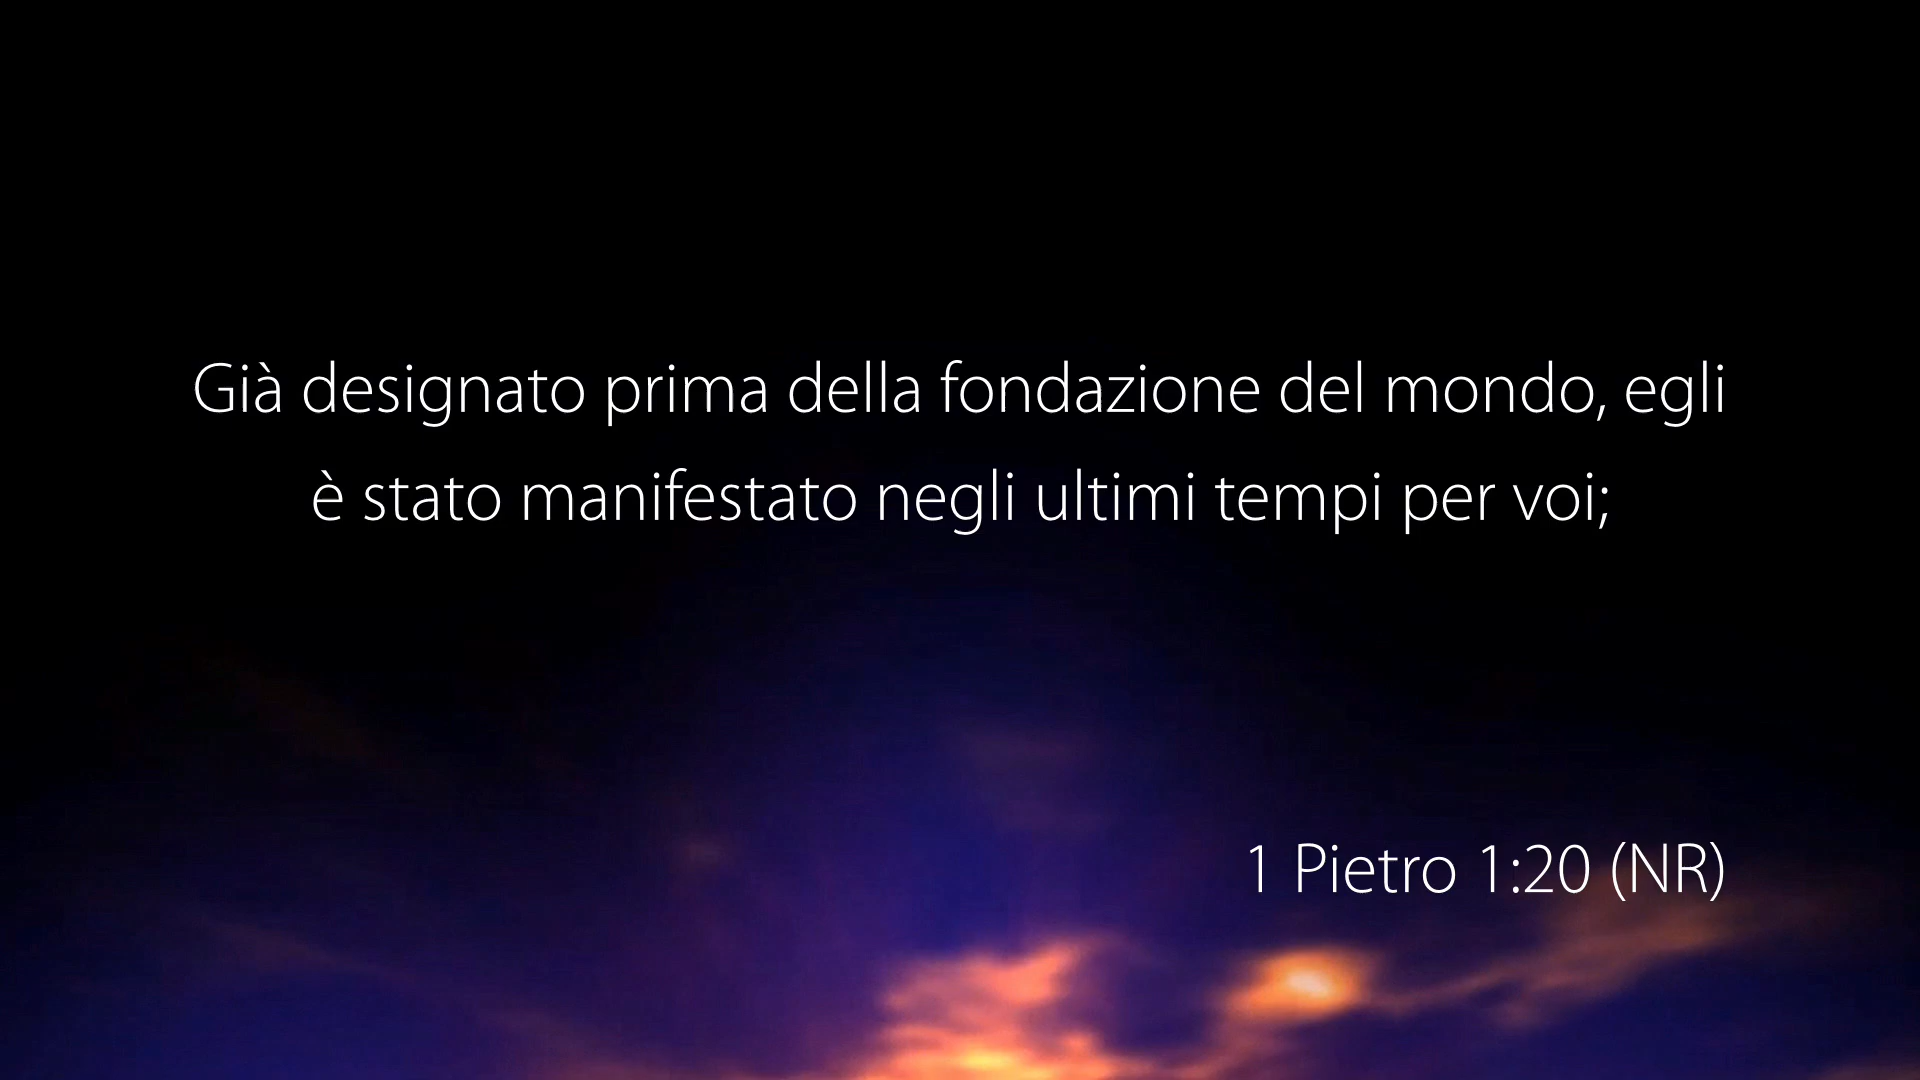 Già designato prima della fondazione del mondo, egli
è stato manifestato negli ultimi tempi per voi;
1 Pietro 1:20 (NR)